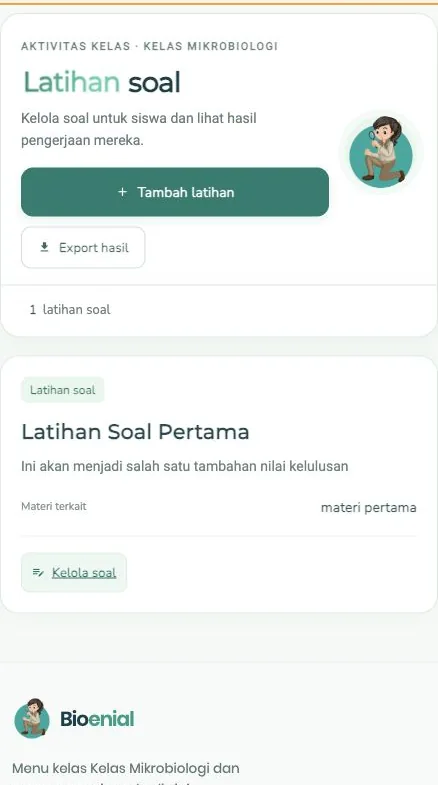 AKTIVITAS KELAS · KELAS MIKROBIOLOGI
Latihan soal
Kelola soal untuk siswa dan lihat hasil
pengerjaan mereka.
+ Tambah latihan
Export hasil
1 latihan soal
Latihan soal
Latihan Soal Pertama
Ini akan menjadi salah satu tambahan nilai kelulusan
Materi terkait
materi pertama
Kelola soal
Bioenial
Menu kelas Kelas Mikrobiologi dan